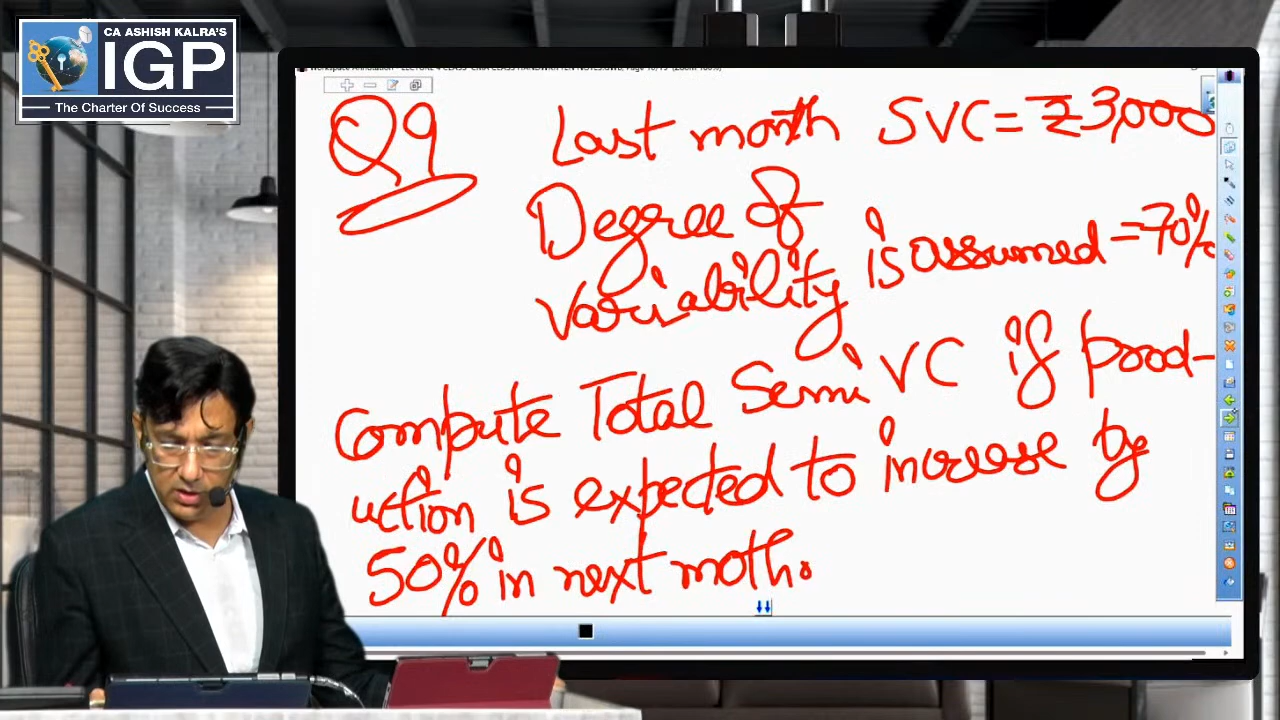 CA ASHISH KALRA'S
IGP
The Charter Of Success
Q9 Last month SVC = ₹3,000
Degree of
variability is assumed = 70%
Compute Total Semi VC if prod-
uction is expected to increase by
50% in next moth.